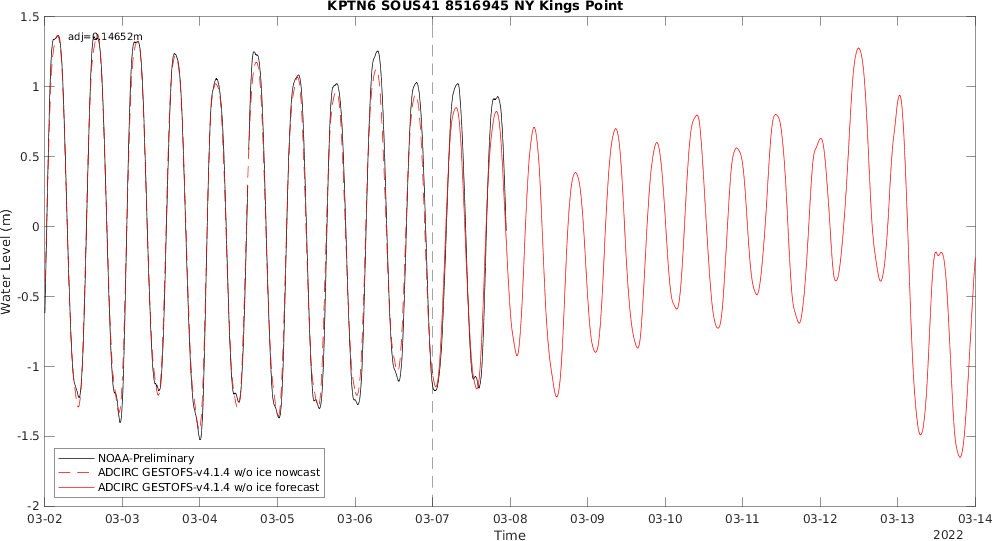 KPTN6 SOUS41 8516945 NY Kings Point
adj=0.14652m
Water Level (m)
1.5
1
0.5
0
-0.5
-1
-1.5
-2
NOAA-Preliminary
ADCIRC GESTOFS-v4.1.4 w/o ice nowcast
ADCIRC GESTOFS-v4.1.4 w/o ice forecast
03-02 03-03 03-04 03-05 03-06 03-07 03-08 03-09 03-10 03-11 03-12 03-13 03-14
Time
2022